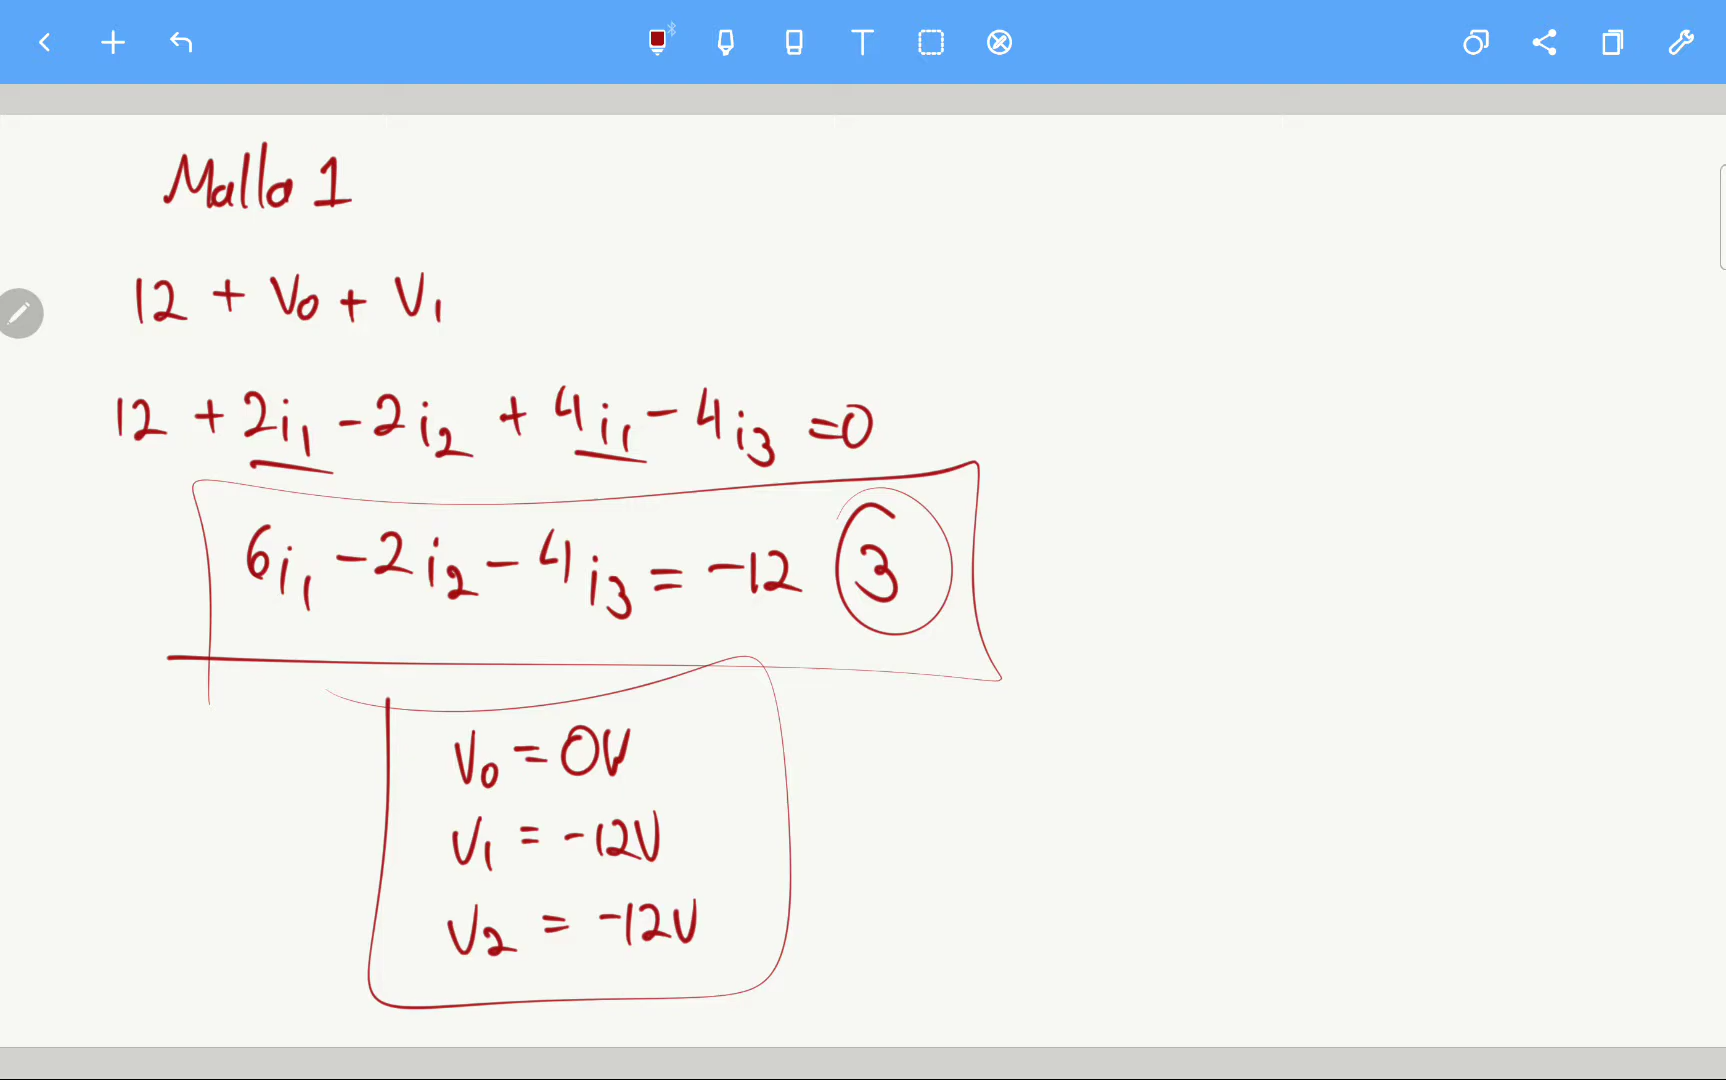 Malla 1
12 + V₀ + V₁
12 + 2i₁ - 2i₂ + 4i₁ - 4i₃ = 0
6i₁ - 2i₂ - 4i₃ = -12 3
V₀ = 0V
V₁ = -12V
V₂ = -12V